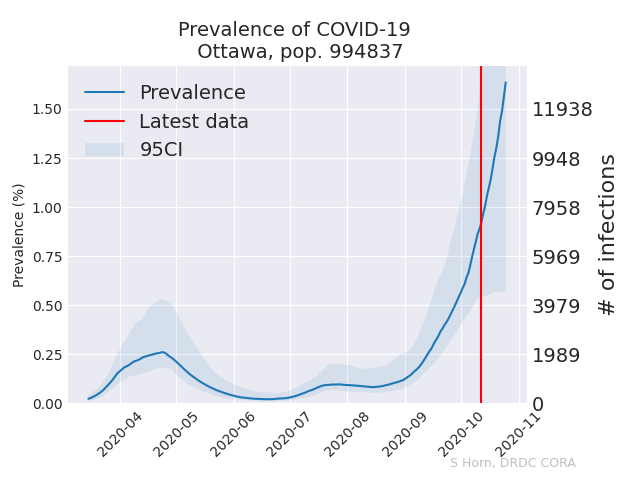 Prevalence of COVID-19
Ottawa, pop. 994837
Prevalence
Latest data
95CI
Prevalence (%)
1.50
1.25
1.00
0.75
0.50
0.25
0.00
11938
9948
7958
5969
3979
1989
0
# of infections
2020-04
2020-05
2020-06
2020-07
2020-08
2020-09
2020-10
2020-11
S Horn, DRDC CORA